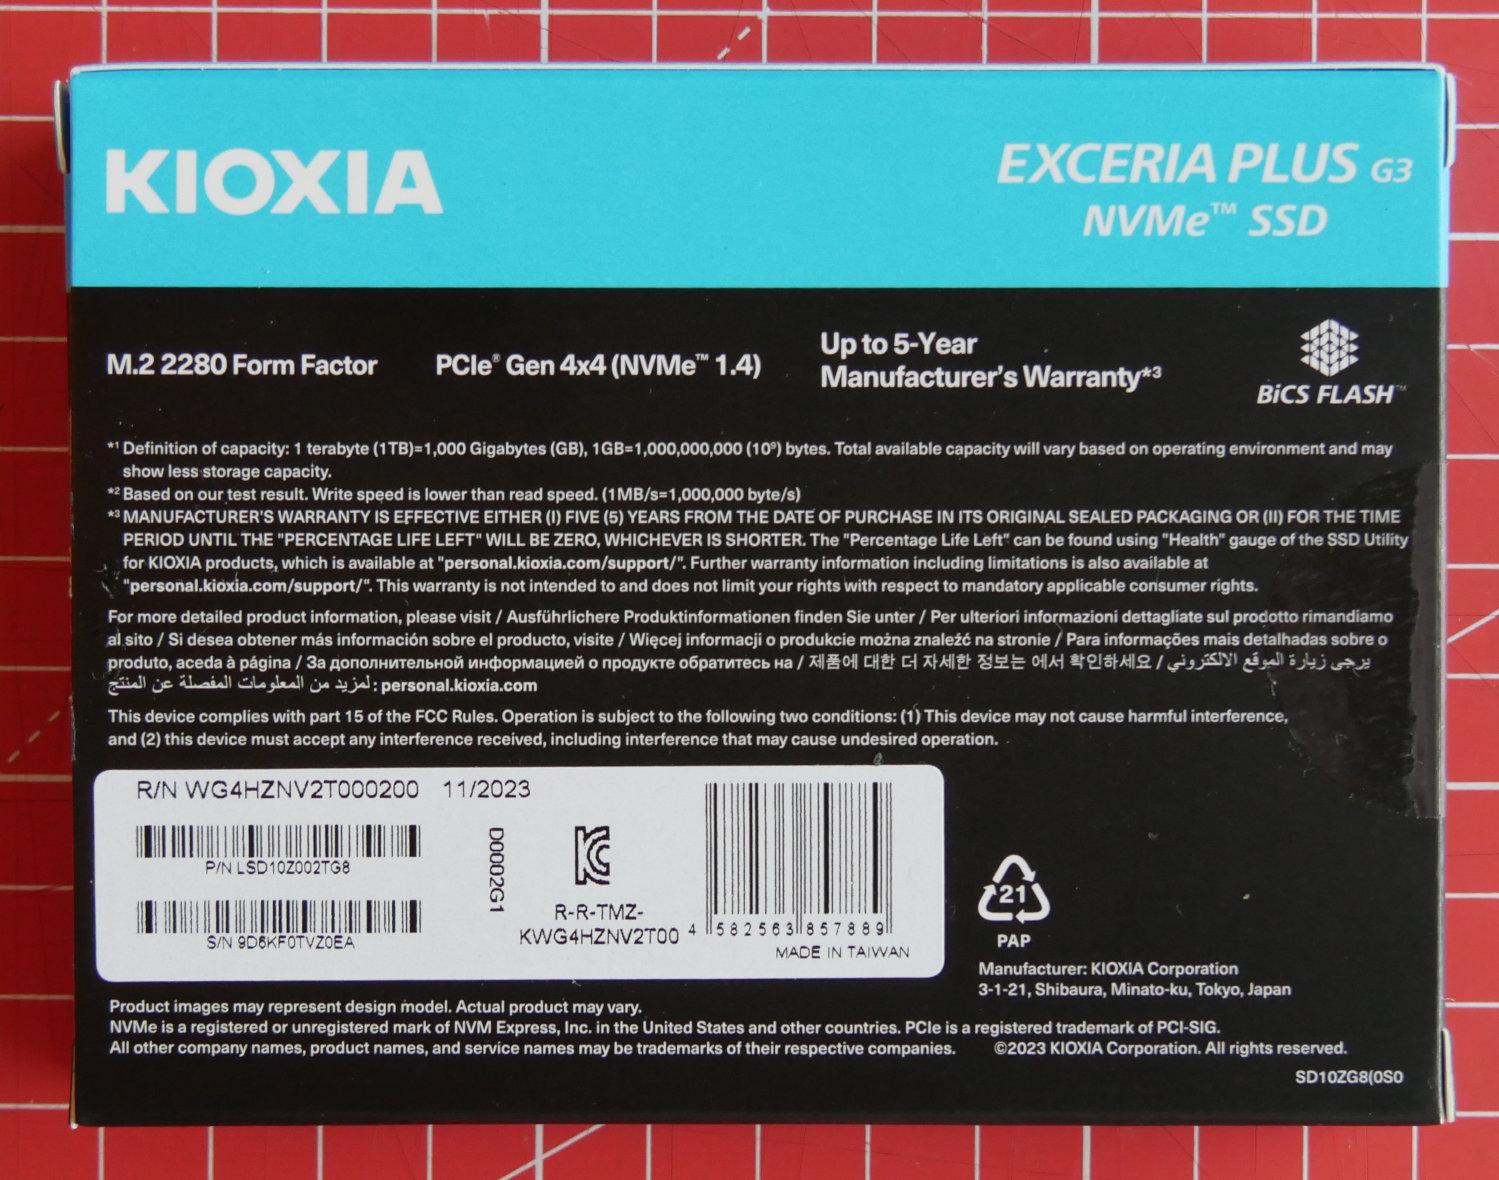 KIOXIA
EXCERIA PLUS G3
NVMe™ SSD
M.2 2280 Form Factor
PCIe® Gen 4x4 (NVMe™ 1.4)
Up to 5-Year
Manufacturer's Warranty*3
BiCS FLASH™
*1 Definition of capacity: 1 terabyte (1TB)=1,000 Gigabytes (GB), 1GB=1,000,000,000 (10⁹) bytes. Total available capacity will vary based on operating environment and may
show less storage capacity.
*2 Based on our test result. Write speed is lower than read speed. (1MB/s=1,000,000 byte/s)
*3 MANUFACTURER'S WARRANTY IS EFFECTIVE EITHER (I) FIVE (5) YEARS FROM THE DATE OF PURCHASE IN ITS ORIGINAL SEALED PACKAGING OR (II) FOR THE TIME
PERIOD UNTIL THE "PERCENTAGE LIFE LEFT" WILL BE ZERO, WHICHEVER IS SHORTER. The "Percentage Life Left" can be found using "Health" gauge of the SSD Utility
for KIOXIA products, which is available at "personal.kioxia.com/support/". Further warranty information including limitations is also available at
"personal.kioxia.com/support/". This warranty is not intended to and does not limit your rights with respect to mandatory applicable consumer rights.
For more detailed product information, please visit / Ausführlichere Produktinformationen finden Sie unter / Per ulteriori informazioni dettagliate sul prodotto rimandiamo
al sito / Si desea obtener más información sobre el producto, visite / Więcej informacji o produkcie można znaleźć na stronie / Para informações mais detalhadas sobre o
produto, aceda à página / За дополнительной информацией о продукте обратитесь на / 제품에 대한 더 자세한 정보는 에서 확인하세요 / يرجى زيارة الموقع الالكتروني
لمزيد من المعلومات المفصلة عن المنتج : personal.kioxia.com
This device complies with part 15 of the FCC Rules. Operation is subject to the following two conditions: (1) This device may not cause harmful interference,
and (2) this device must accept any interference received, including interference that may cause undesired operation.
R/N WG4HZNV2T000200 11/2023
P/N LSD10Z002TG8
S/N 9D6KF0TVZ0EA
D0002G1
R-R-TMZ-
KWG4HZNV2T00
4 582563 857889
MADE IN TAIWAN
21
PAP
Manufacturer: KIOXIA Corporation
3-1-21, Shibaura, Minato-ku, Tokyo, Japan
Product images may represent design model. Actual product may vary.
NVMe is a registered or unregistered mark of NVM Express, Inc. in the United States and other countries. PCIe is a registered trademark of PCI-SIG.
All other company names, product names, and service names may be trademarks of their respective companies. ©2023 KIOXIA Corporation. All rights reserved.
SD10ZG8(0S0